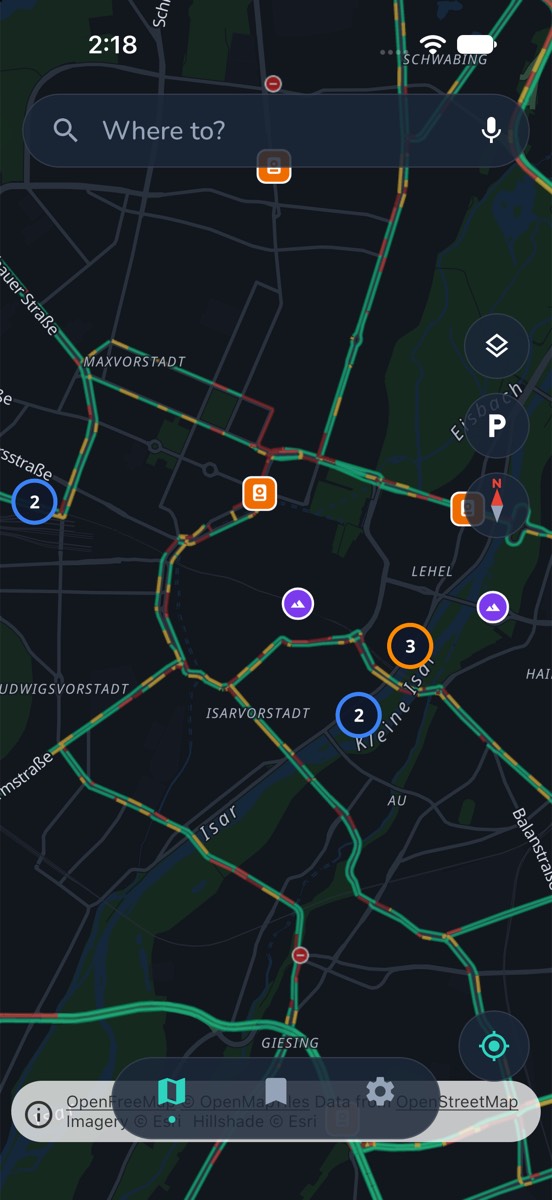 2:18
SCHWABING
Where to?
MAXVORSTADT
Eisbach
P
N
2
LEHEL
3
UDWIGSVORSTADT
ISARVORSTADT
2
Kleine Isar
AU
Isar
Balanstraße
GIESING
OpenStreetMap
Imagery © Esri Hillshade © Esri